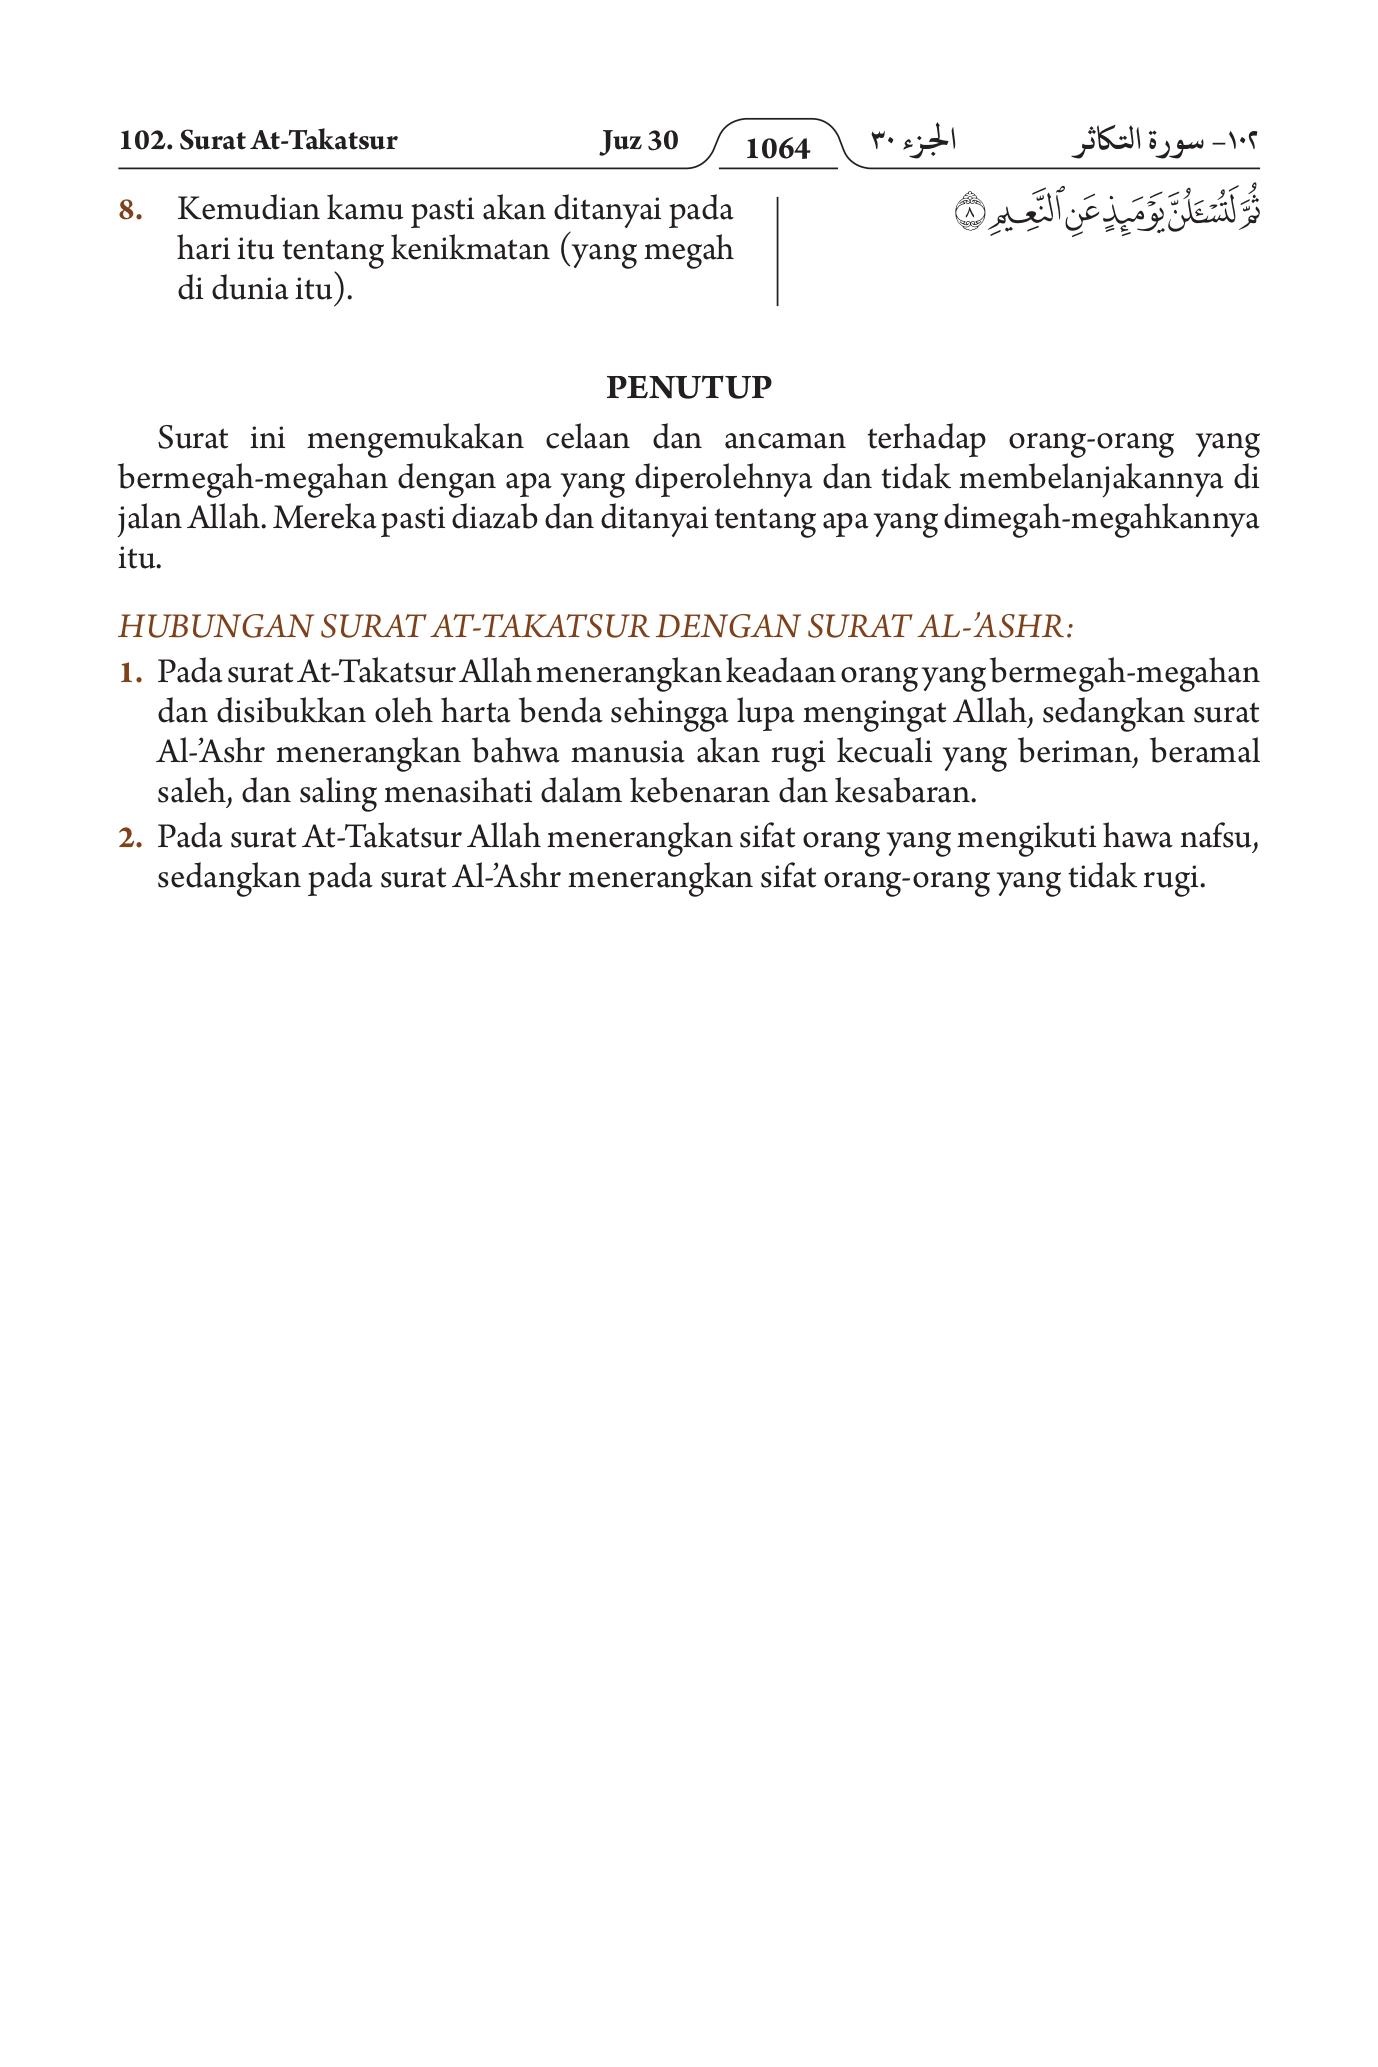 102. Surat At-Takatsur Juz 30 1064 الجزء ٣٠ ١٠٢– سورة التكاثر
8. Kemudian kamu pasti akan ditanyai pada
hari itu tentang kenikmatan (yang megah
di dunia itu).
ثُمَّ لَتُسْـَٔلُنَّ يَوْمَئِذٍ عَنِ ٱلنَّعِيمِ ٨
PENUTUP
Surat ini mengemukakan celaan dan ancaman terhadap orang-orang yang
bermegah-megahan dengan apa yang diperolehnya dan tidak membelanjakannya di
jalan Allah. Mereka pasti diazab dan ditanyai tentang apa yang dimegah-megahkannya
itu.
HUBUNGAN SURAT AT-TAKATSUR DENGAN SURAT AL-’ASHR:
1. Pada surat At-Takatsur Allah menerangkan keadaan orang yang bermegah-megahan
dan disibukkan oleh harta benda sehingga lupa mengingat Allah, sedangkan surat
Al-’Ashr menerangkan bahwa manusia akan rugi kecuali yang beriman, beramal
saleh, dan saling menasihati dalam kebenaran dan kesabaran.
2. Pada surat At-Takatsur Allah menerangkan sifat orang yang mengikuti hawa nafsu,
sedangkan pada surat Al-’Ashr menerangkan sifat orang-orang yang tidak rugi.